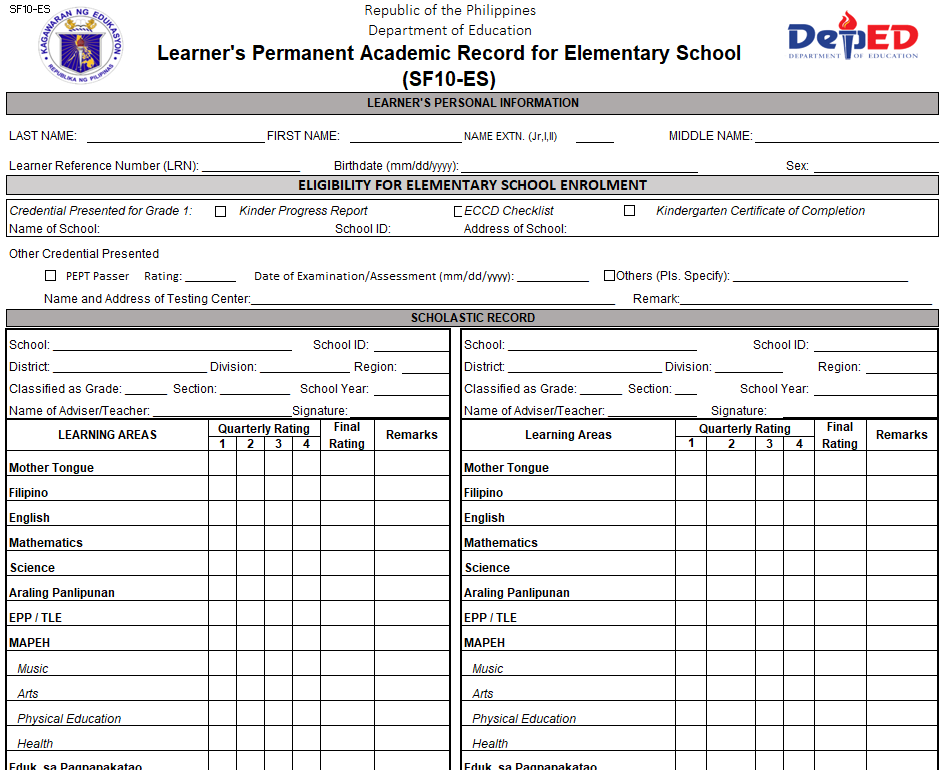 SF10-ES
KAGAWARAN NG EDUKASYON
REPUBLIKA NG PILIPINAS
Republic of the Philippines
Department of Education
Learner's Permanent Academic Record for Elementary School
(SF10-ES)
DepED
DEPARTMENT OF EDUCATION
LEARNER'S PERSONAL INFORMATION
LAST NAME: FIRST NAME: NAME EXTN. (Jr,I,II) MIDDLE NAME:
Learner Reference Number (LRN): Birthdate (mm/dd/yyyy): Sex:
ELIGIBILITY FOR ELEMENTARY SCHOOL ENROLMENT
Credential Presented for Grade 1: Kinder Progress Report ECCD Checklist Kindergarten Certificate of Completion
Name of School: School ID: Address of School:
Other Credential Presented
PEPT Passer Rating: Date of Examination/Assessment (mm/dd/yyyy): Others (Pls. Specify):
Name and Address of Testing Center: Remark:
SCHOLASTIC RECORD
School: School ID:
District: Division: Region:
Classified as Grade: Section: School Year:
Name of Adviser/Teacher: Signature:
LEARNING AREAS Quarterly Rating Final Rating Remarks
1 2 3 4
Mother Tongue
Filipino
English
Mathematics
Science
Araling Panlipunan
EPP / TLE
MAPEH
Music
Arts
Physical Education
Health
Eduk. sa Pagpapakatao
School: School ID:
District: Division: Region:
Classified as Grade: Section: School Year:
Name of Adviser/Teacher: Signature:
Learning Areas Quarterly Rating Final Rating Remarks
1 2 3 4
Mother Tongue
Filipino
English
Mathematics
Science
Araling Panlipunan
EPP / TLE
MAPEH
Music
Arts
Physical Education
Health
Eduk. sa Pagpapakatao